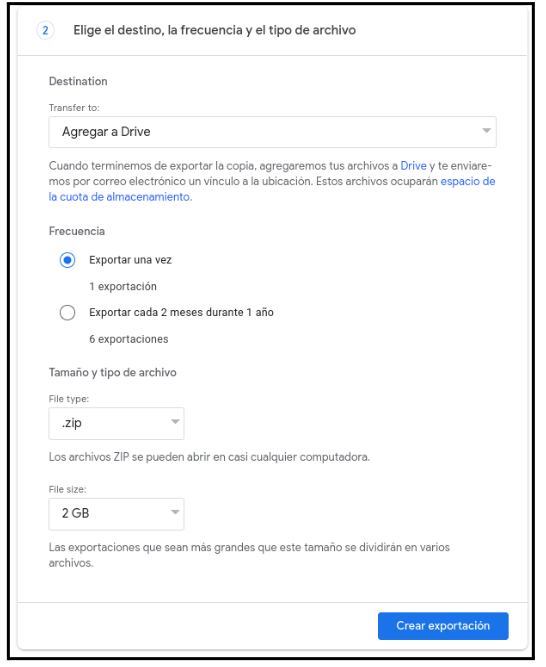 2 Elige el destino, la frecuencia y el tipo de archivo
Destination
Transfer to:
Agregar a Drive
Cuando terminemos de exportar la copia, agregaremos tus archivos a Drive y te enviare-
mos por correo electrónico un vínculo a la ubicación. Estos archivos ocuparán espacio de
la cuota de almacenamiento.
Frecuencia
Exportar una vez
1 exportación
Exportar cada 2 meses durante 1 año
6 exportaciones
Tamaño y tipo de archivo
File type:
.zip
Los archivos ZIP se pueden abrir en casi cualquier computadora.
File size:
2 GB
Las exportaciones que sean más grandes que este tamaño se dividirán en varios
archivos.
Crear exportación